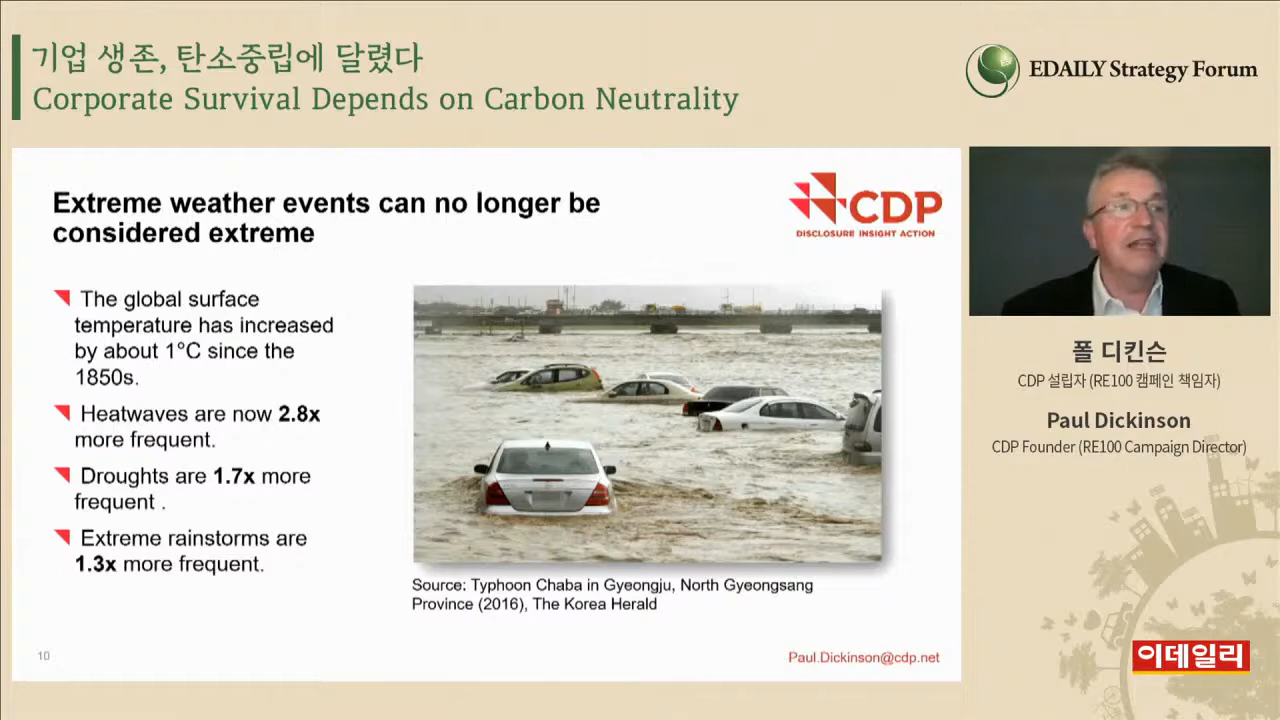 기업 생존, 탄소중립에 달렸다
Corporate Survival Depends on Carbon Neutrality
EDAILY Strategy Forum
Extreme weather events can no longer be
considered extreme
CDP
DISCLOSURE INSIGHT ACTION
The global surface
temperature has increased
by about 1°C since the
1850s.
Heatwaves are now 2.8x
more frequent.
Droughts are 1.7x more
frequent .
Extreme rainstorms are
1.3x more frequent.
Source: Typhoon Chaba in Gyeongju, North Gyeongsang
Province (2016), The Korea Herald
10
Paul.Dickinson@cdp.net
폴 디킨슨
CDP 설립자 (RE100 캠페인 책임자)
Paul Dickinson
CDP Founder (RE100 Campaign Director)
이데일리